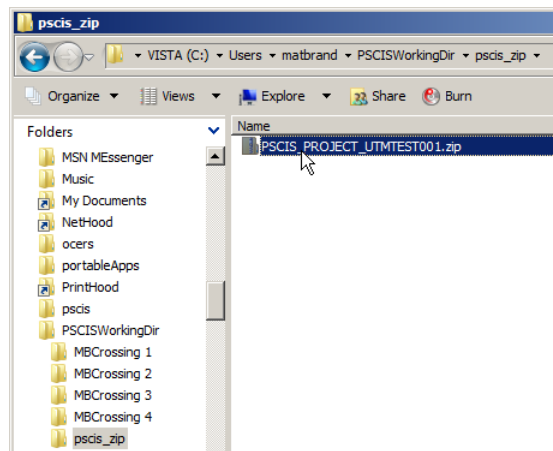 pscis_zip
VISTA (C:) Users matbrand PSCISWorkingDir pscis_zip
Organize Views Explore Share Burn
Folders
Name
MSN MEssenger
PSCIS_PROJECT_UTMTEST001.zip
Music
My Documents
NetHood
ocers
portableApps
PrintHood
pscis
PSCISWorkingDir
MBCrossing 1
MBCrossing 2
MBCrossing 3
MBCrossing 4
pscis_zip